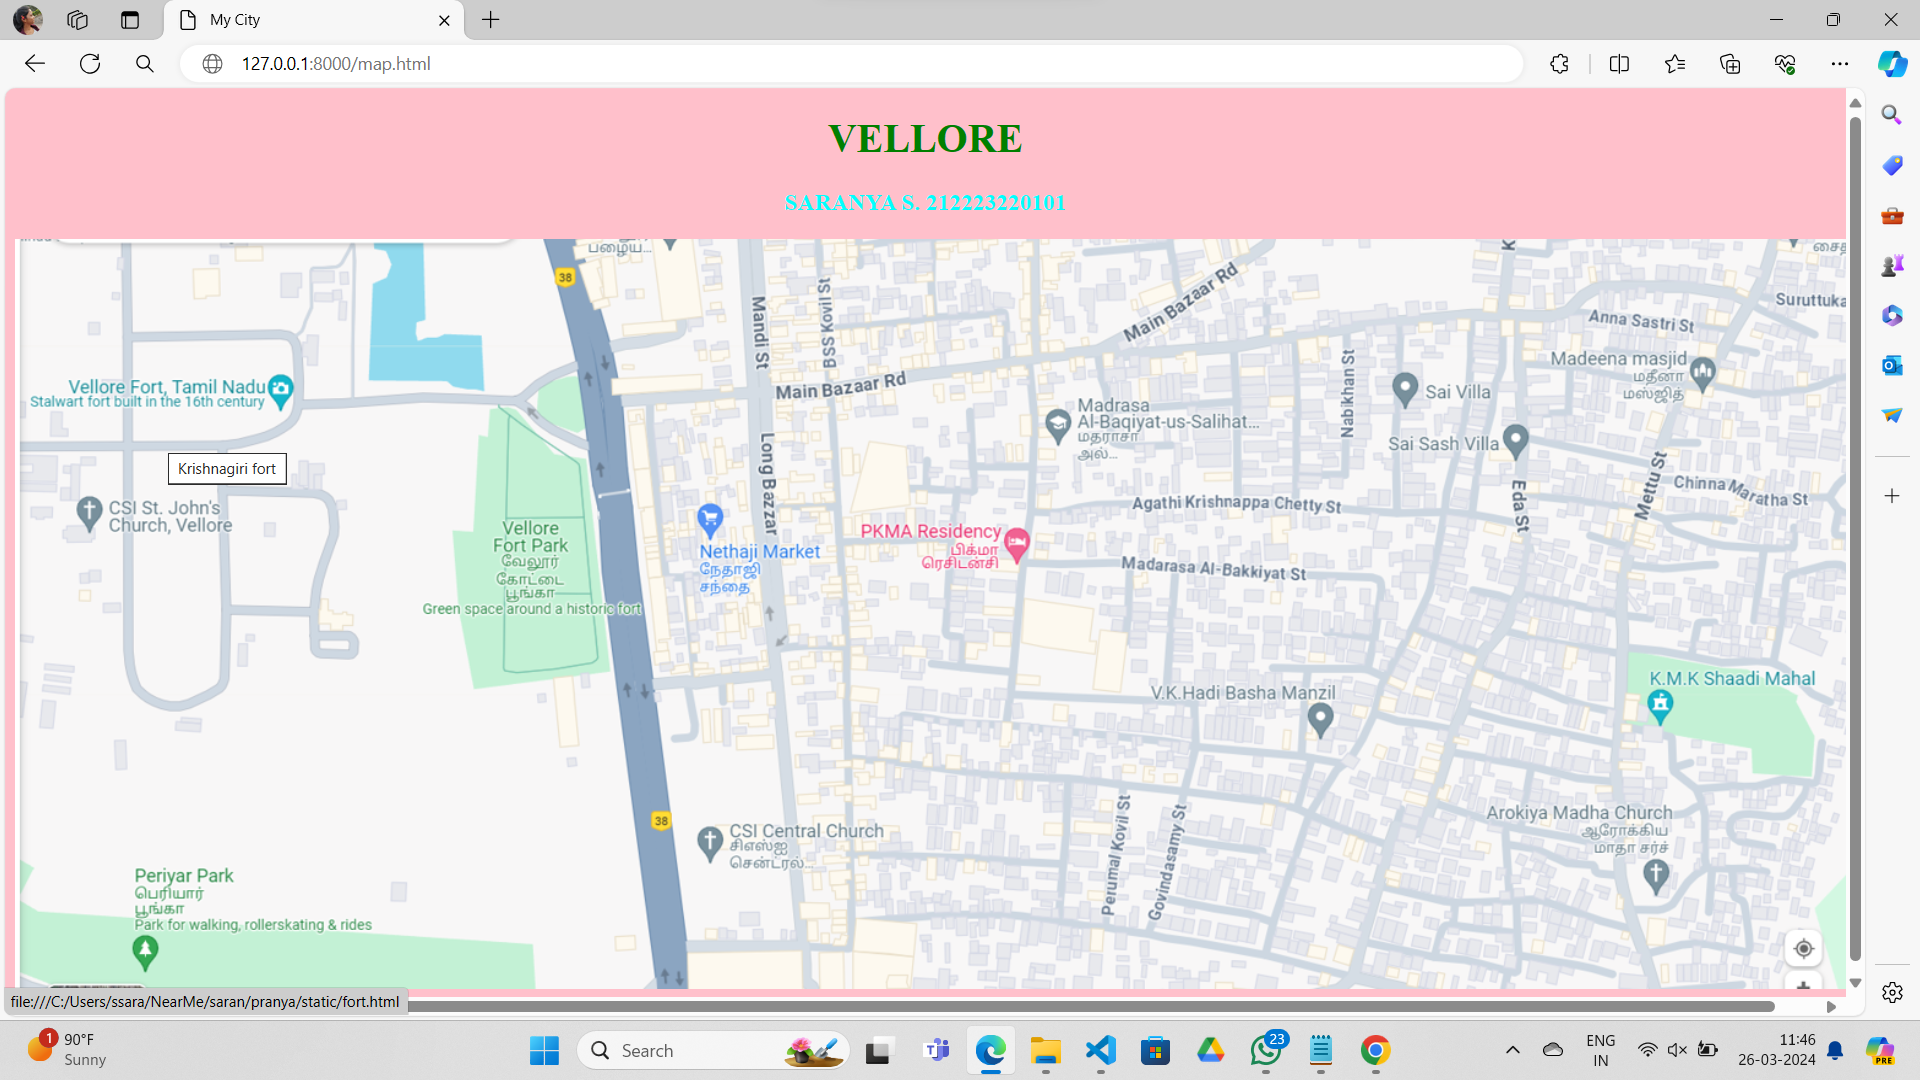 My City
127.0.0.1:8000/map.html
VELLORE
SARANYA S. 212223220101
பழைய...
38
Mandi St
BSS Kovil St
Main Bazaar Rd
Anna Sastri St
Suruttuka
Madeena masjid
மதீனா
மஸ்ஜித்
Vellore Fort, Tamil Nadu
Stalwart fort built in the 16th century
Main Bazaar Rd
Nabikhan St
Sai Villa
Madrasa
Al-Baqiyat-us-Salihat...
மதராசா
அல்...
Sai Sash Villa
Long Bazzar
Krishnagiri fort
Mettu St
Chinna Maratha St
Eda St
Agathi Krishnappa Chetty St
CSI St. John's
Church, Vellore
Vellore
Fort Park
வேலூர்
கோட்டை
பூங்கா
Green space around a historic fort
Nethaji Market
நேதாஜி
சந்தை
PKMA Residency
பிக்மா
ரெசிடன்சி
Madarasa Al-Bakkiyat St
K.M.K Shaadi Mahal
V.K.Hadi Basha Manzil
38
CSI Central Church
சிஎஸ்ஐ
சென்ட்ரல்...
Perumal Kovil St
Govindasamy St
Arokiya Madha Church
ஆரோக்கிய
மாதா சர்ச்
Periyar Park
பெரியார்
பூங்கா
Park for walking, rollerskating & rides
file:///C:/Users/ssara/NearMe/saran/pranya/static/fort.html
1
90°F
Sunny
Search
23
ENG
IN
11:46
26-03-2024
PRE